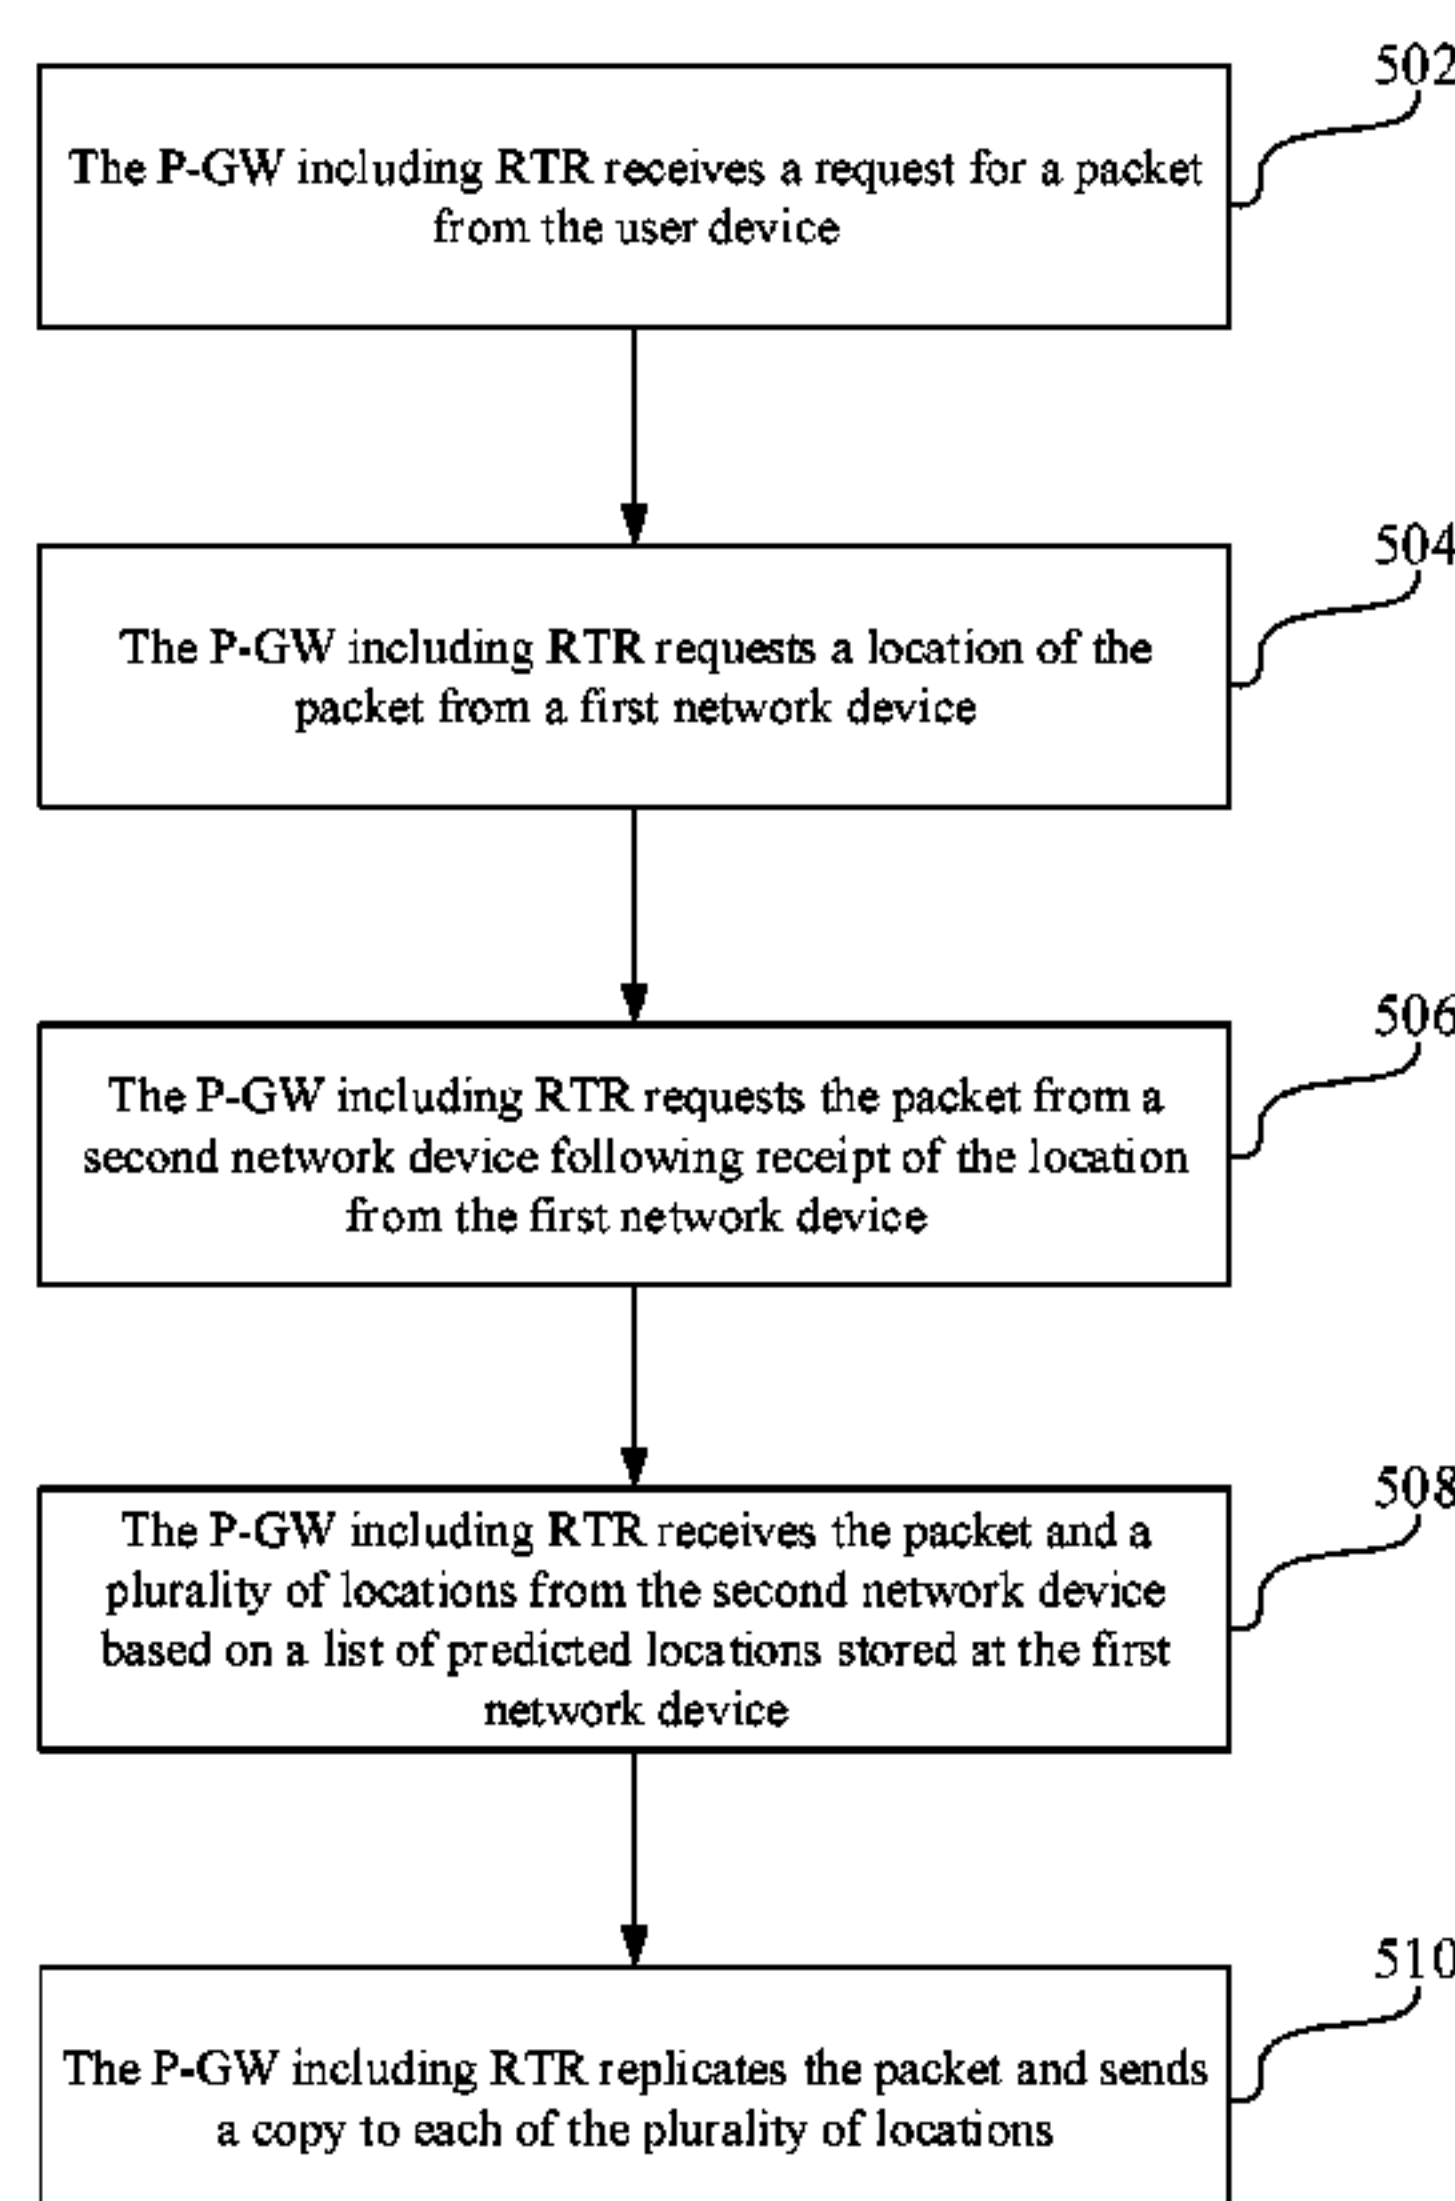 502
The P-GW including RTR receives a request for a packet
from the user device
504
The P-GW including RTR requests a location of the
packet from a first network device
506
The P-GW including RTR requests the packet from a
second network device following receipt of the location
from the first network device
508
The P-GW including RTR receives the packet and a
plurality of locations from the second network device
based on a list of predicted locations stored at the first
network device
510
The P-GW including RTR replicates the packet and sends
a copy to each of the plurality of locations